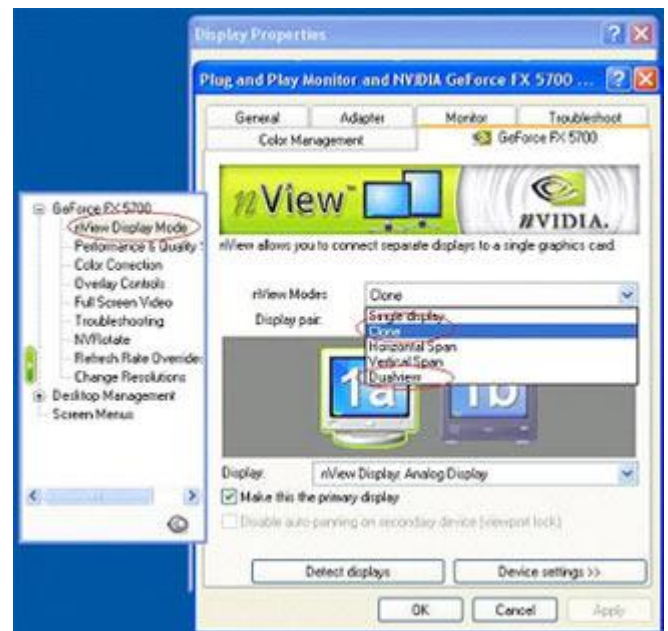 Display Properties
Plug and Play Monitor and NVIDIA GeForce FX 5700 ...
General Adapter Monitor Troubleshoot
Color Management GeForce FX 5700
nView
NVIDIA.
nView allows you to connect separate displays to a single graphics card.
nView Modes: Clone
Single display
Display pair:
Clone
Horizontal Span
Vertical Span
Dualview
1a 1b
Display: nView Display: Analog Display
Make this the primary display
Disable auto-panning on secondary device (viewport lock)
Detect displays Device settings >>
OK Cancel Apply
GeForce FX 5700
nView Display Mode
Performance & Quality S
Color Correction
Overlay Controls
Full Screen Video
Troubleshooting
NVRotate
Refresh Rate Overrides
Change Resolutions
Desktop Management
Screen Menus